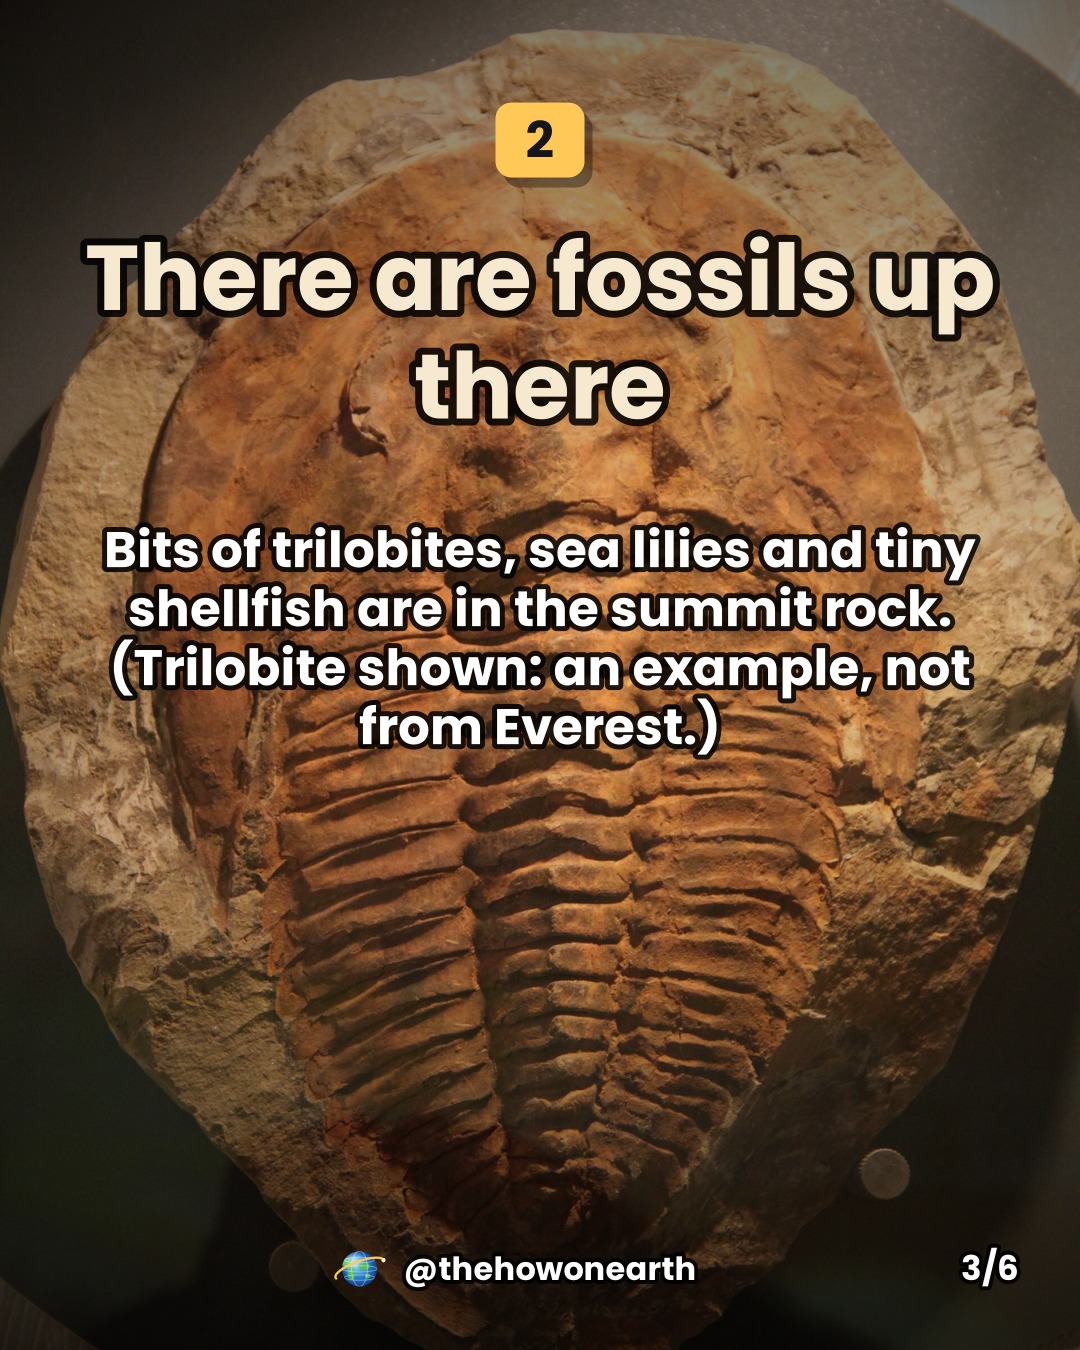 2
There are fossils up
there
Bits of trilobites, sea lilies and tiny
shellfish are in the summit rock.
(Trilobite shown: an example, not
from Everest.)
@thehowonearth
3/6